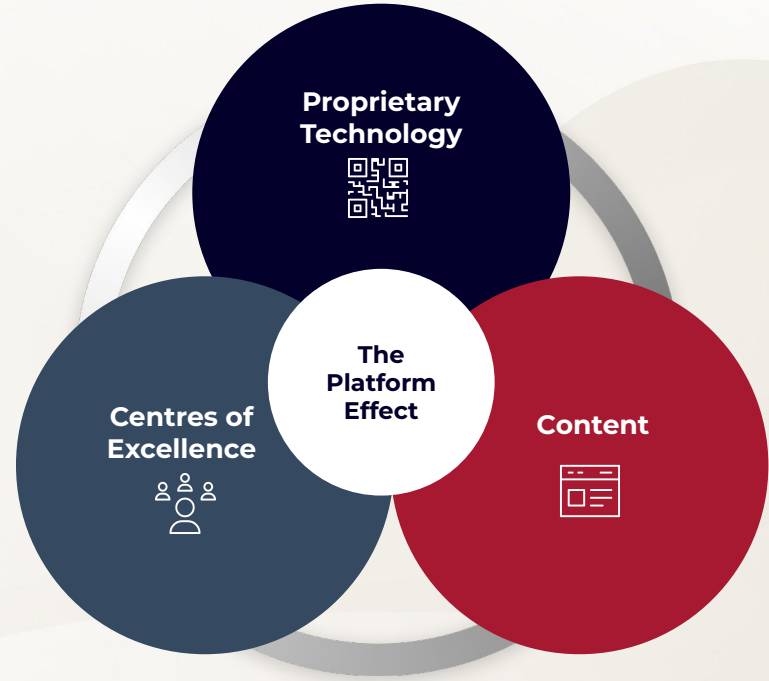 Proprietary
Technology
The
Platform
Effect
Centres of
Excellence
Content